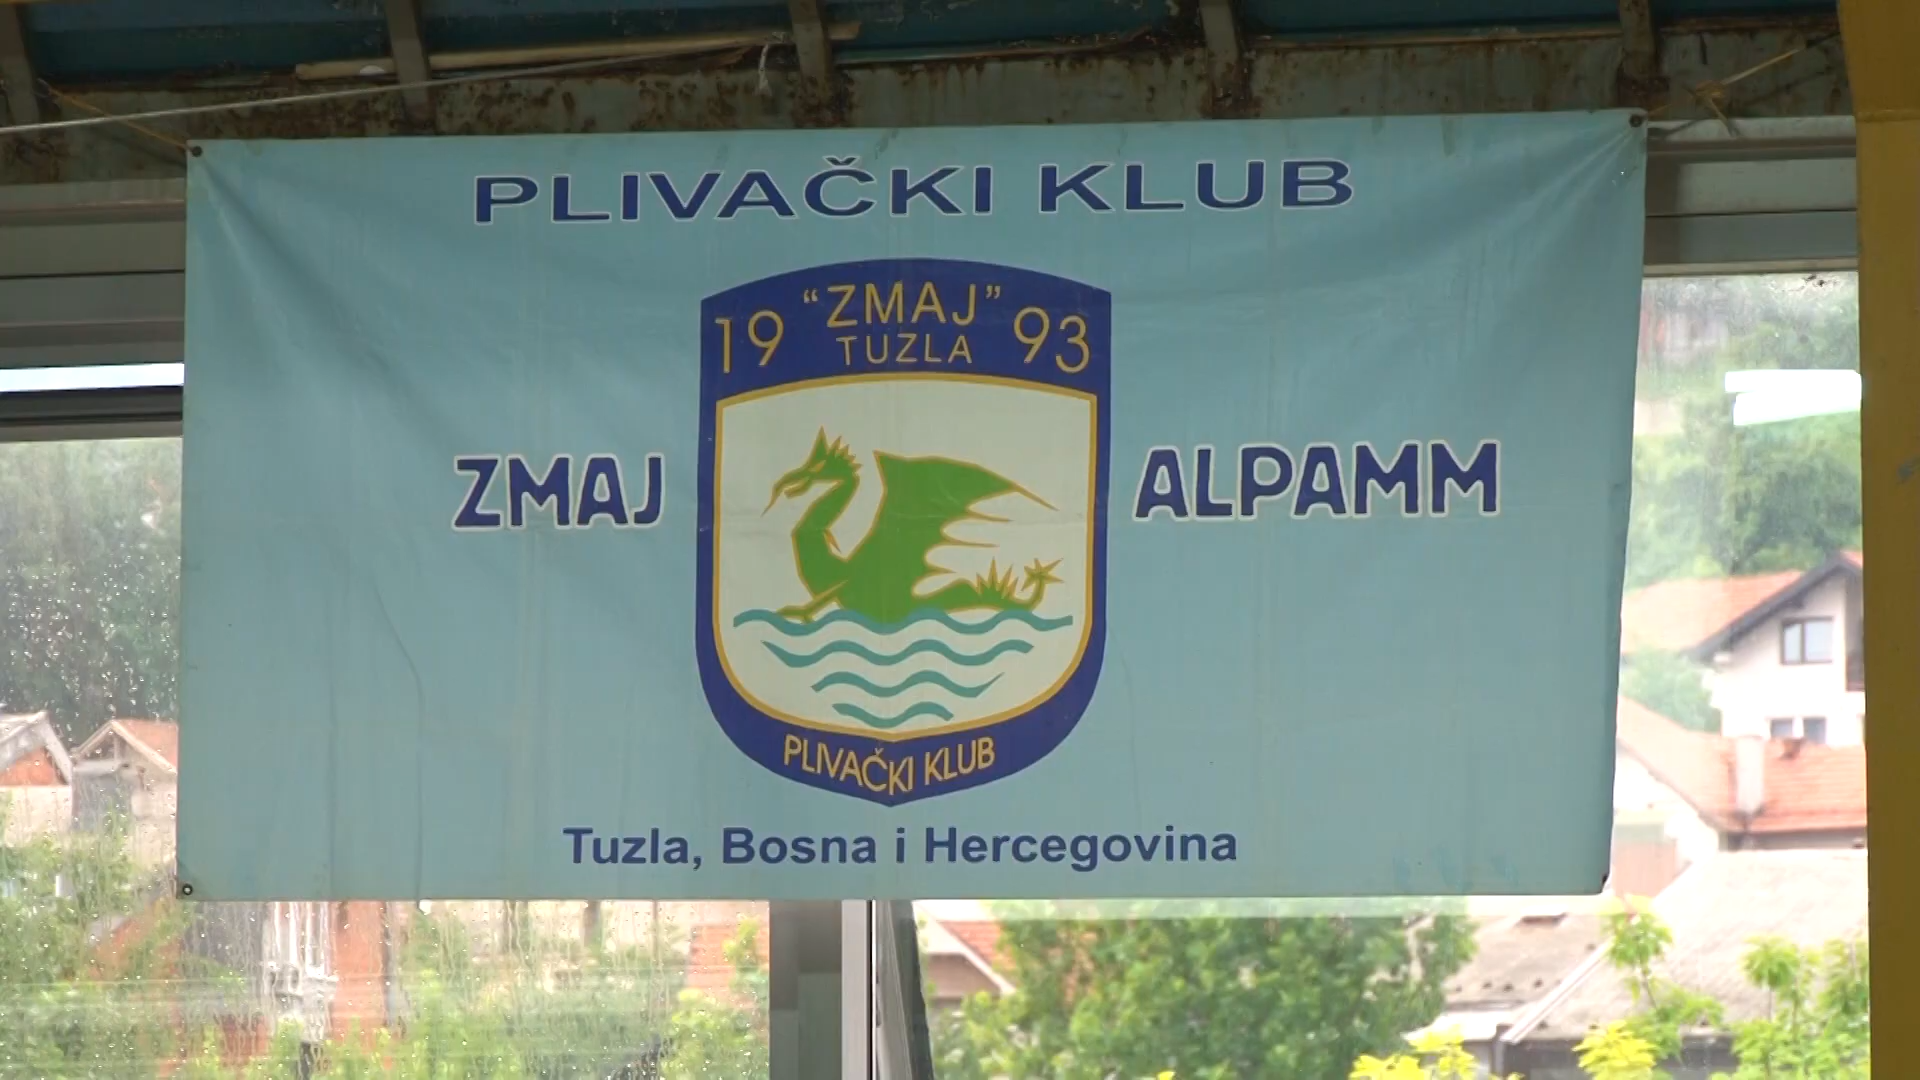 PLIVAČKI KLUB
19 "ZMAJ" 93
TUZLA
ZMAJ ALPAMM
PLIVAČKI KLUB
Tuzla, Bosna i Hercegovina